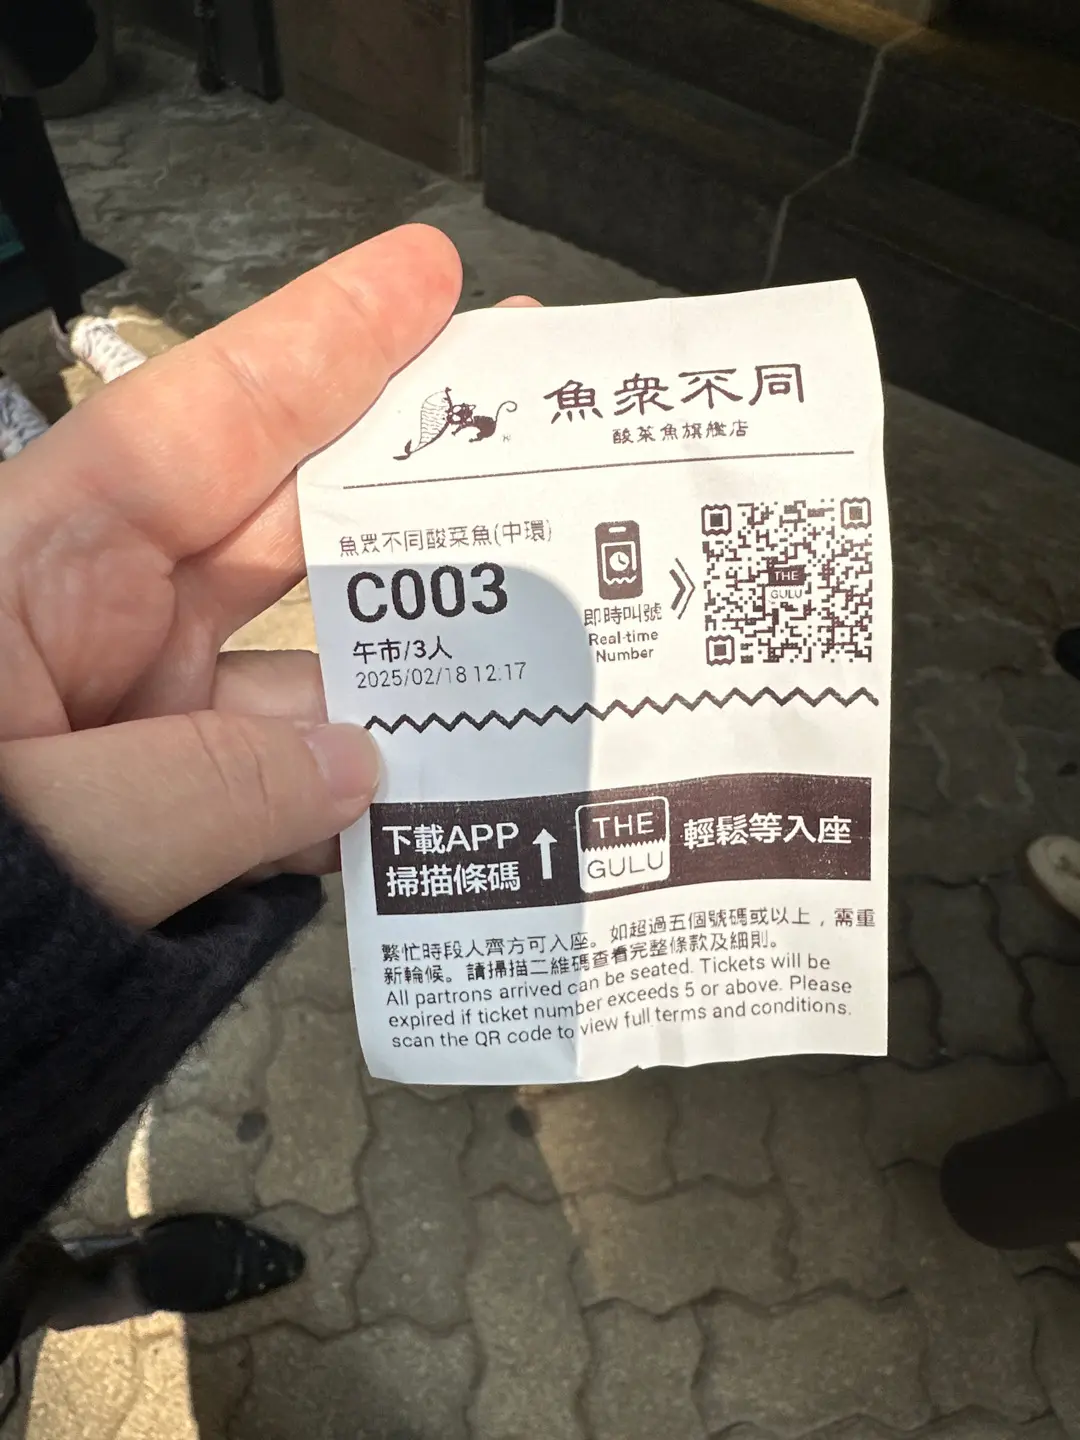 魚衆不同
酸菜魚旗艦店
魚眾不同酸菜魚(中環)
C003
午市/3人
2025/02/18 12:17
即時叫號
Real-time
Number
THE
GULU
下載APP
掃描條碼
THE
GULU
輕鬆等入座
繁忙時段人齊方可入座。如超過五個號碼或以上，需重
新輪候。請掃描二維碼查看完整條款及細則。
All partrons arrived can be seated. Tickets will be
expired if ticket number exceeds 5 or above. Please
scan the QR code to view full terms and conditions.